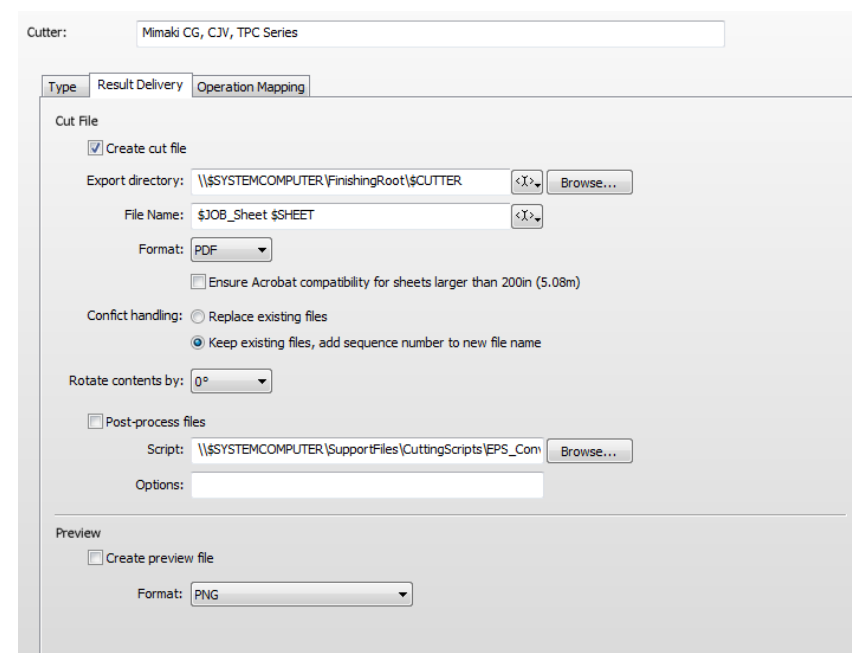 Cutter: Mimaki CG, CJV, TPC Series
Type Result Delivery Operation Mapping
Cut File
Create cut file
Export directory: \\$SYSTEMCOMPUTER\FinishingRoot\$CUTTER <I> Browse...
File Name: $JOB_Sheet $SHEET <I>
Format: PDF
Ensure Acrobat compatibility for sheets larger than 200in (5.08m)
Confict handling: Replace existing files
Keep existing files, add sequence number to new file name
Rotate contents by: 0°
Post-process files
Script: \\$SYSTEMCOMPUTER\SupportFiles\CuttingScripts\EPS_Conv Browse...
Options:
Preview
Create preview file
Format: PNG